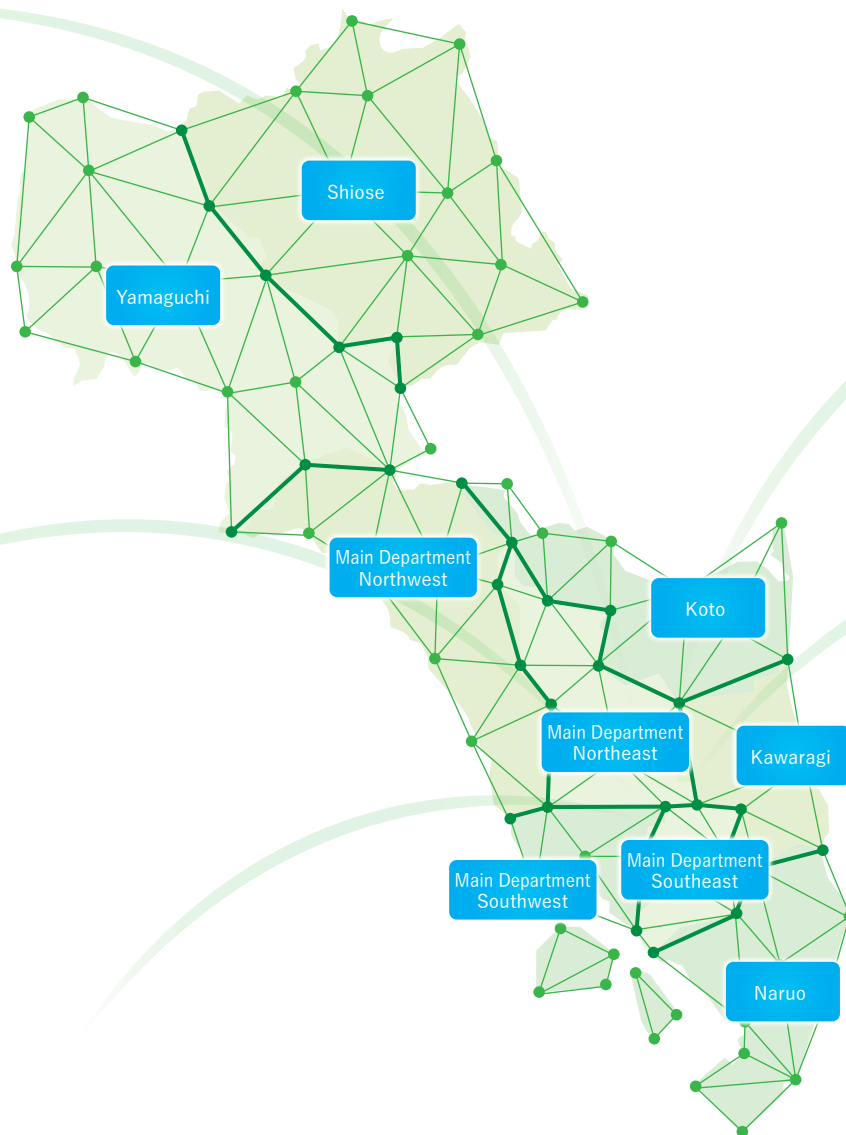 Shiose
Yamaguchi
Main Department
Northwest
Koto
Main Department
Northeast
Kawaragi
Main Department
Southeast
Main Department
Southwest
Naruo